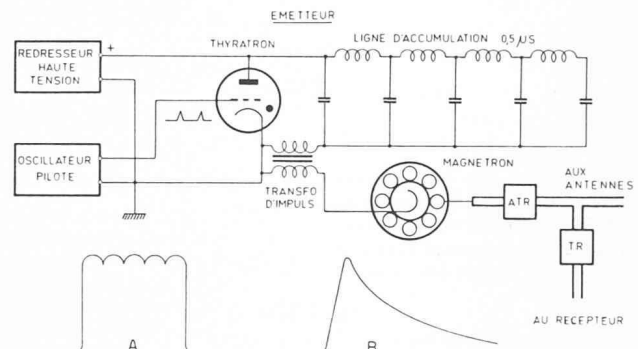 EMETTEUR
THYRATRON
LIGNE D'ACCUMULATION 0,5 µS
+
REDRESSEUR
HAUTE
TENSION
OSCILLATEUR
PILOTE
TRANSFO
D'IMPULS
MAGNETRON
AUX
ANTENNES
ATR
TR
AU RECEPTEUR
A
B